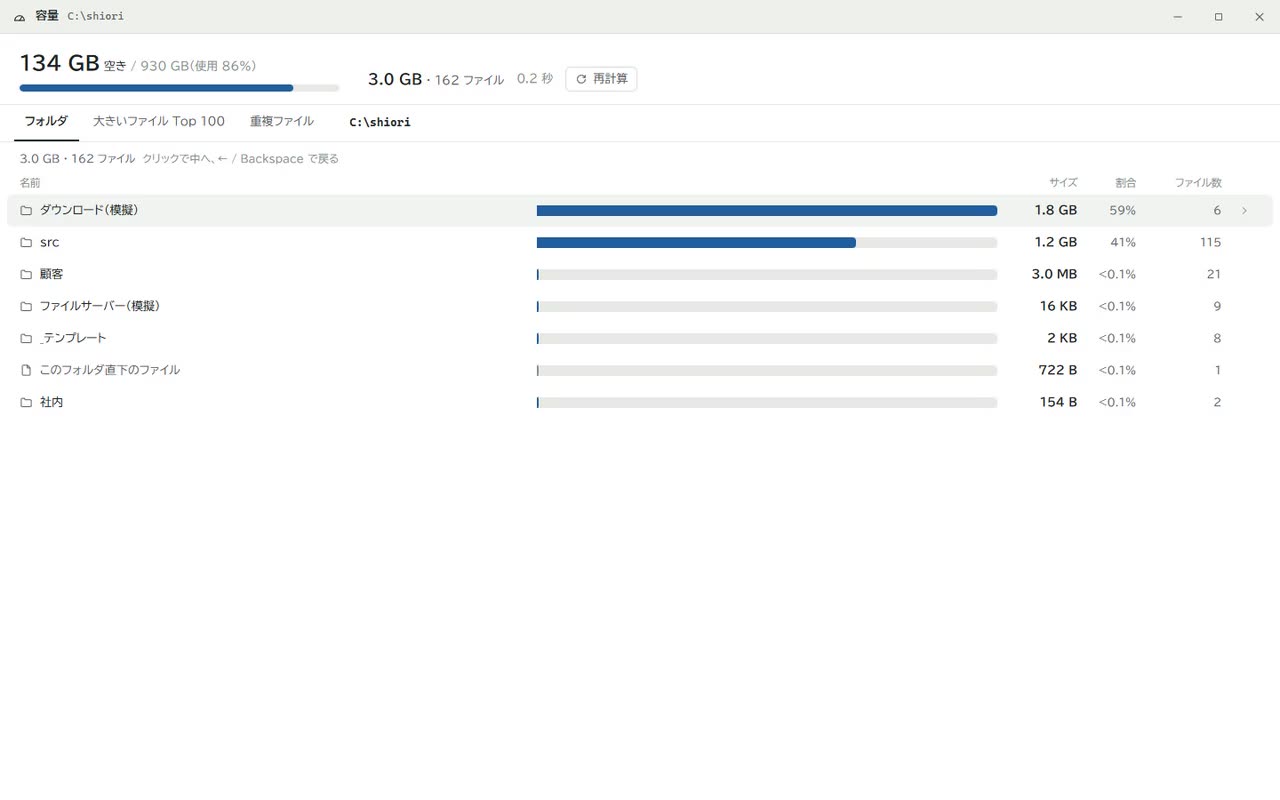 容量 C:\shiori
134 GB 空き / 930 GB(使用 86%)
3.0 GB · 162 ファイル 0.2 秒 再計算
フォルダ 大きいファイル Top 100 重複ファイル C:\shiori
3.0 GB · 162 ファイル クリックで中へ、← / Backspace で戻る
名前 サイズ 割合 ファイル数
ダウンロード(模擬) 1.8 GB 59% 6
src 1.2 GB 41% 115
顧客 3.0 MB <0.1% 21
ファイルサーバー(模擬) 16 KB <0.1% 9
_テンプレート 2 KB <0.1% 8
このフォルダ直下のファイル 722 B <0.1% 1
社内 154 B <0.1% 2